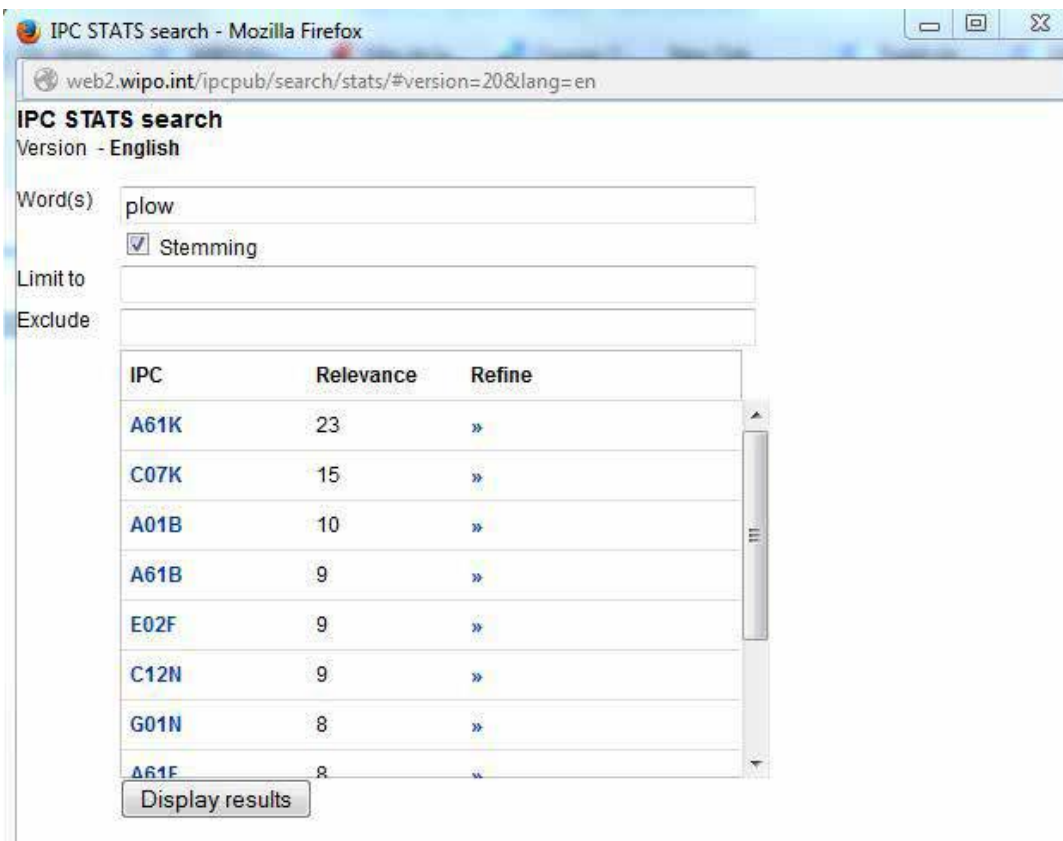 IPC STATS search - Mozilla Firefox
web2.wipo.int/ipcpub/search/stats/#version=20&lang=en
IPC STATS search
Version - English
Word(s) plow
Stemming
Limit to
Exclude
IPC Relevance Refine
A61K 23 »
C07K 15 »
A01B 10 »
A61B 9 »
E02F 9 »
C12N 9 »
G01N 8 »
A61F 8 »
Display results